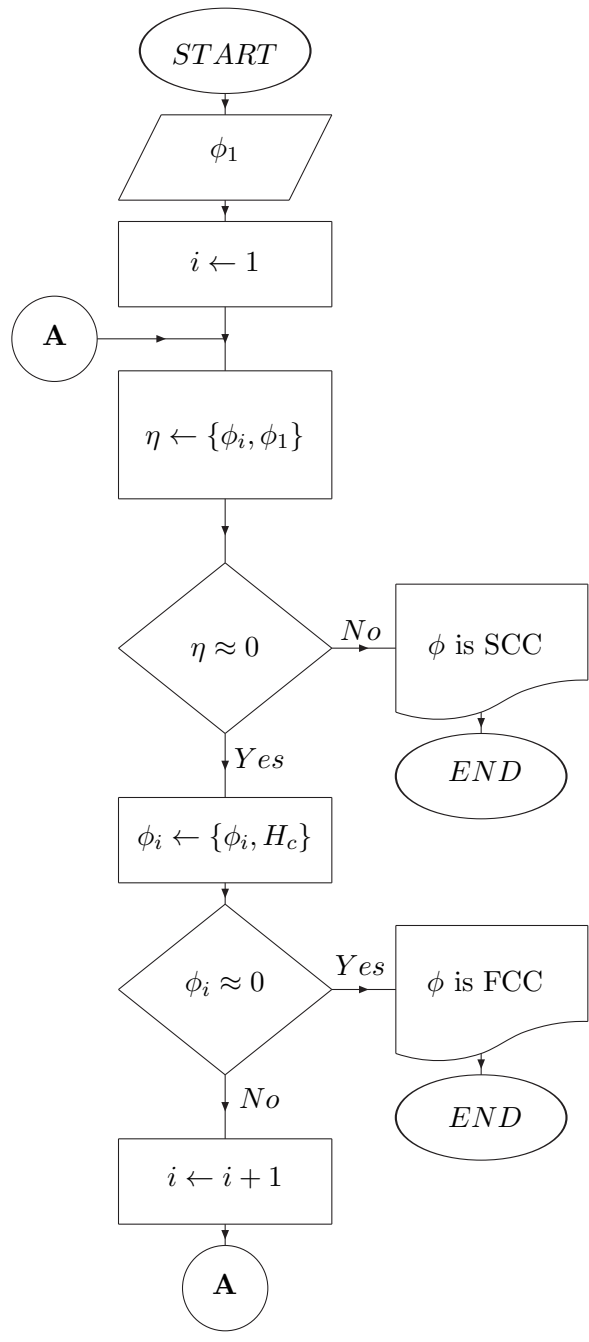 START
ϕ₁
i ← 1
A
η ← {ϕᵢ, ϕ₁}
η ≈ 0
No
ϕ is SCC
END
Yes
ϕᵢ ← {ϕᵢ, H_c}
ϕᵢ ≈ 0
Yes
ϕ is FCC
END
No
i ← i + 1
A